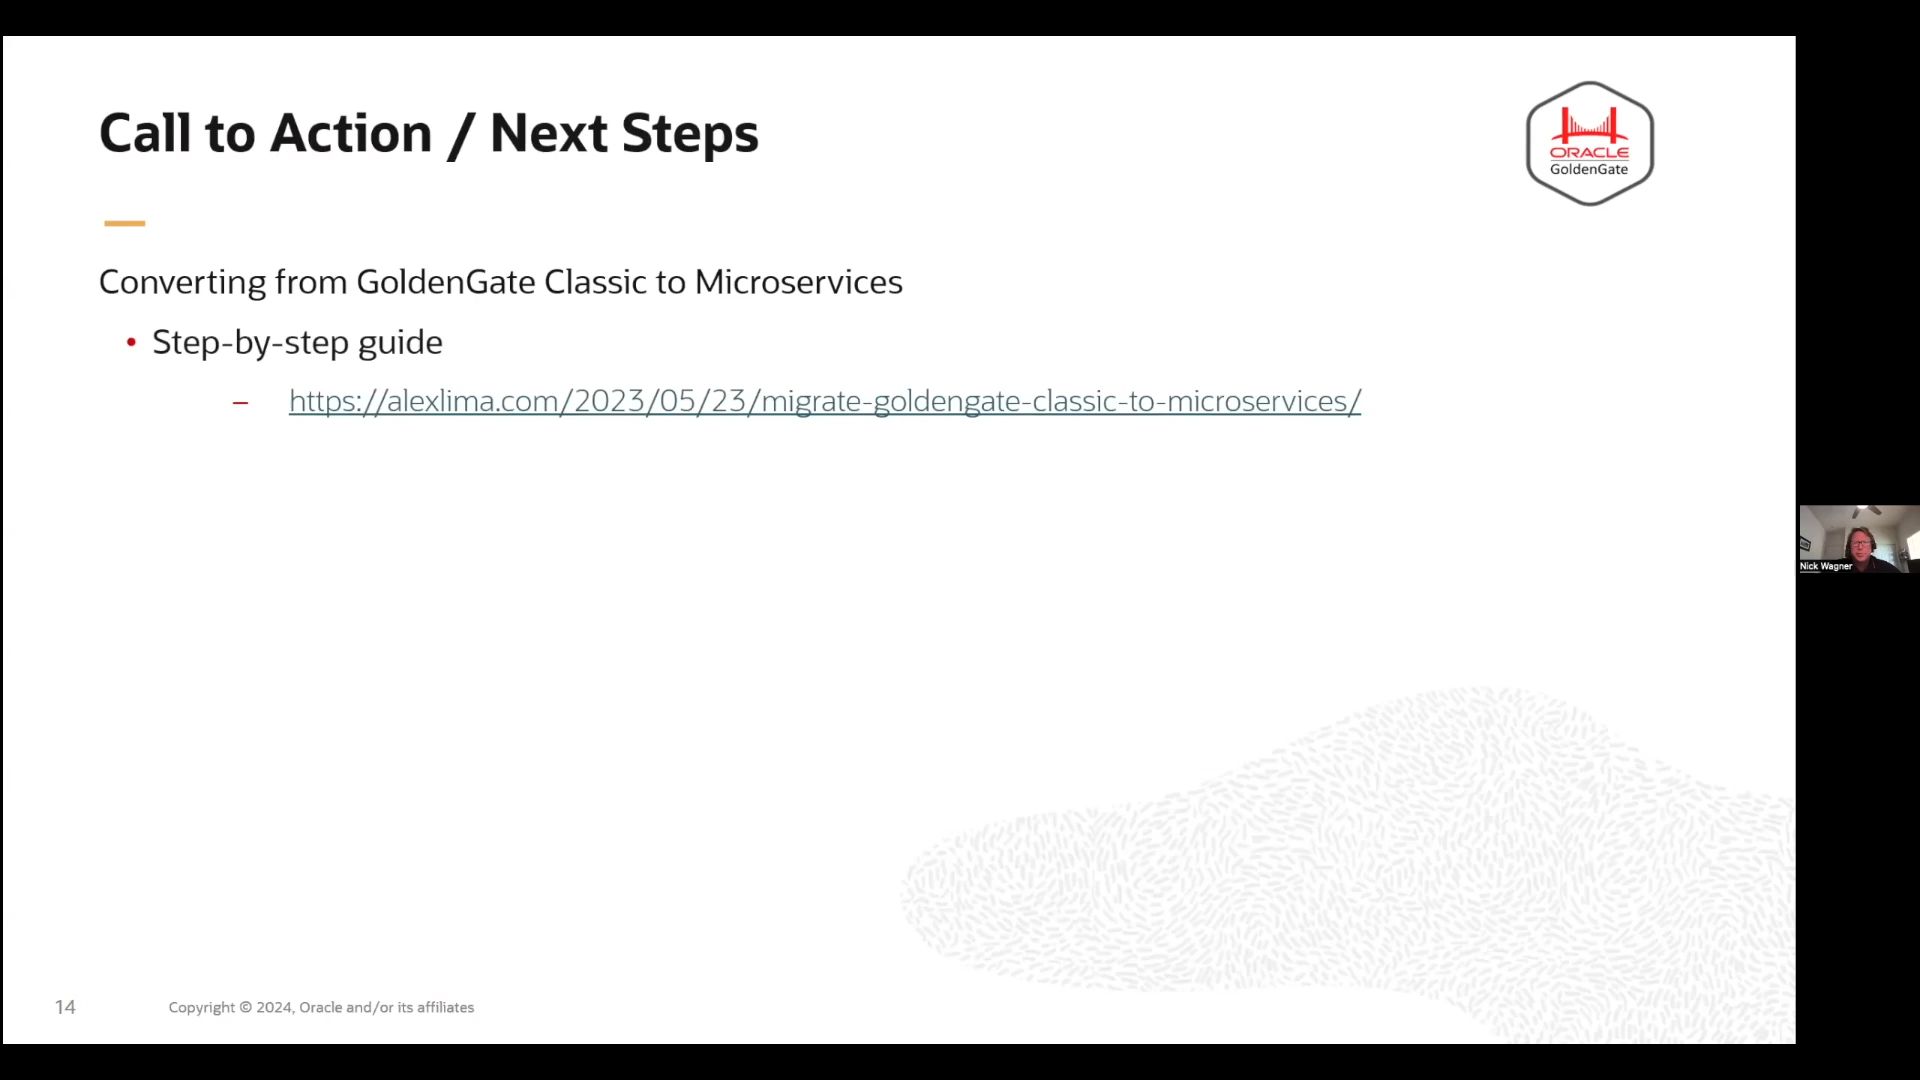 Call to Action / Next Steps
ORACLE
GoldenGate
Converting from GoldenGate Classic to Microservices
• Step-by-step guide
– https://alexlima.com/2023/05/23/migrate-goldengate-classic-to-microservices/
Nick Wagner
14
Copyright © 2024, Oracle and/or its affiliates